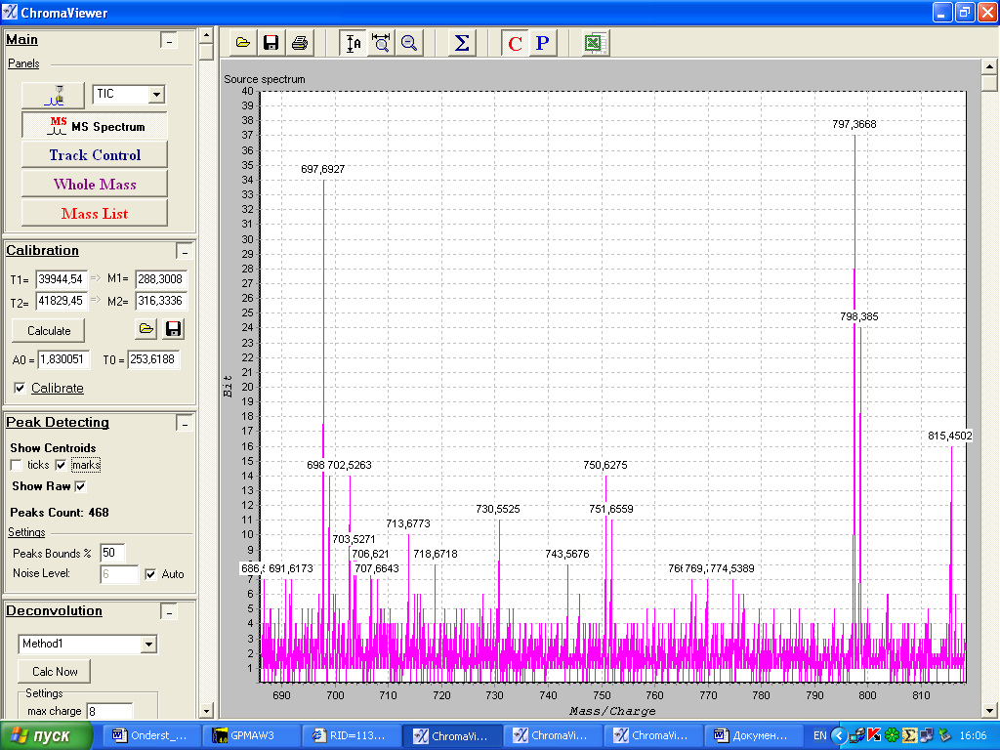 ChromaViewer
Main
Panels
TIC
MS MS Spectrum
Track Control
Whole Mass
Mass List
Calibration
T1= 39944,54 => M1= 288,3008
T2= 41829,45 => M2= 316,3336
Calculate
A0 = 1,830051 T0 = 253,6188
Calibrate
Peak Detecting
Show Centroids
ticks marks
Show Raw
Peaks Count: 468
Settings
Peaks Bounds % 50
Noise Level: 6 Auto
Deconvolution
Method1
Calc Now
Settings
max charge 8
A Σ C P
Source spectrum
40
39
38
37
36
35
34
33
32
31
30
29
28
27
26
25
24
23
22
21
20
19
18
17
16
15
14
13
12
11
10
9
8
7
6
5
4
3
2
1
Bit
797,3668
697,6927
798,385
815,4502
698 702,5263
750,6275
730,5525
751,6559
713,6773
703,5271
706,621
718,6718
743,5676
691,6173
707,6643
769,
774,5389
690 700 710 720 730 740 750 760 770 780 790 800 810
Mass/Charge
пуск
Onderst_...
GPMAW3
RID=113...
ChromaVi...
ChromaVi...
ChromaVi...
Докумен...
EN
16:06